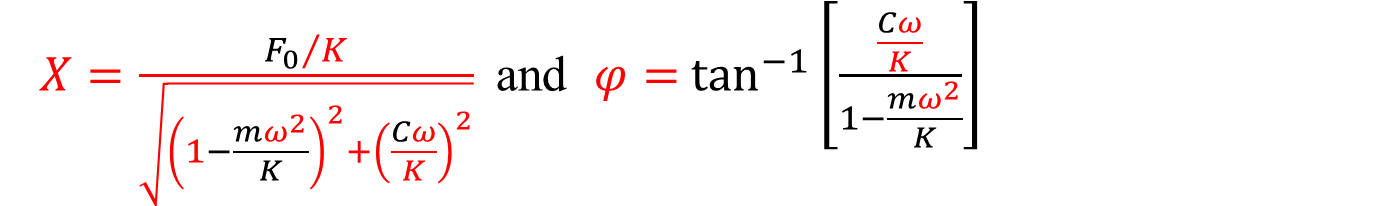 X = F₀/K / √((1−mω²/K)² + (Cω/K)²) and φ = tan⁻¹ [(Cω/K) / (1−mω²/K)]